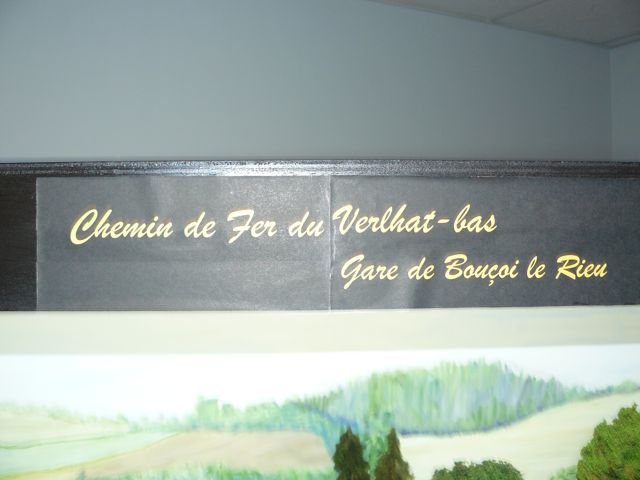 Chemin de Fer du Verlhat-bas
Gare de Bouçoi le Rieu